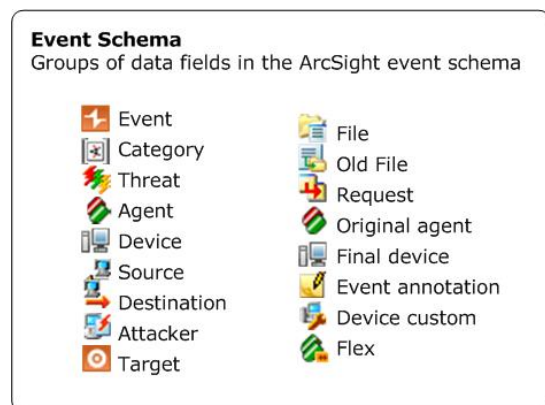 Event Schema
Groups of data fields in the ArcSight event schema
Event
Category
Threat
Agent
Device
Source
Destination
Attacker
Target
File
Old File
Request
Original agent
Final device
Event annotation
Device custom
Flex